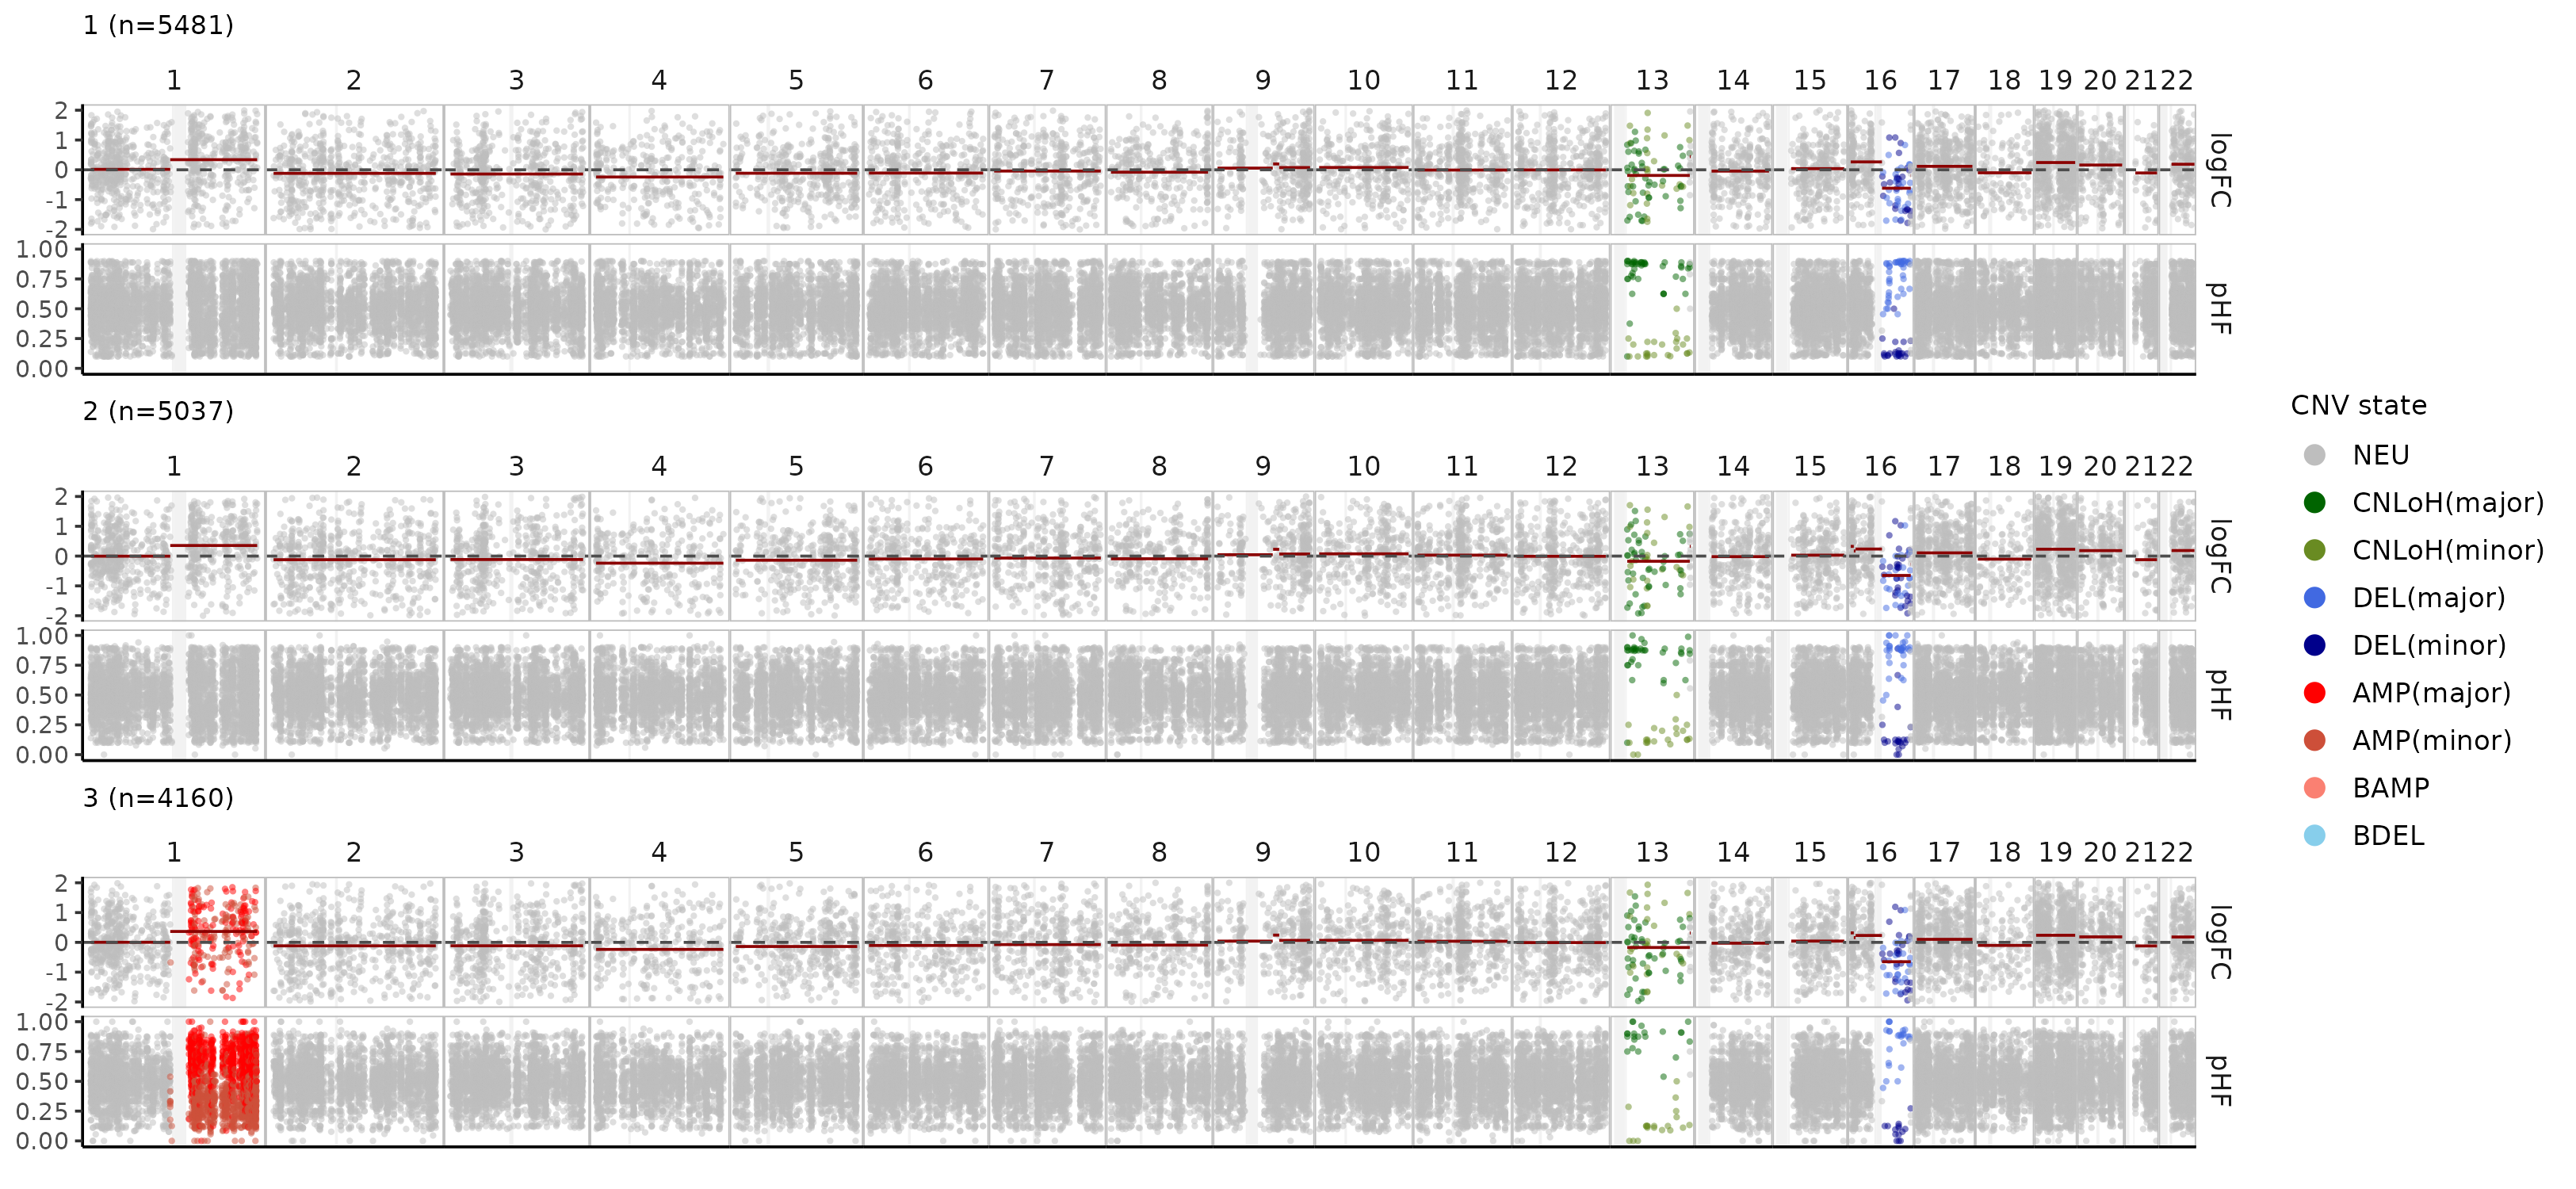 1 (n=5481)
1 2 3 4 5 6 7 8 9 10 11 12 13 14 15 16 17 18 19 20 21 22
2
1
0
-1
-2
logFC
1.00
0.75
0.50
0.25
0.00
pHF
2 (n=5037)
1 2 3 4 5 6 7 8 9 10 11 12 13 14 15 16 17 18 19 20 21 22
2
1
0
-1
-2
logFC
1.00
0.75
0.50
0.25
0.00
pHF
3 (n=4160)
1 2 3 4 5 6 7 8 9 10 11 12 13 14 15 16 17 18 19 20 21 22
2
1
0
-1
-2
logFC
1.00
0.75
0.50
0.25
0.00
pHF
CNV state
NEU
CNLoH(major)
CNLoH(minor)
DEL(major)
DEL(minor)
AMP(major)
AMP(minor)
BAMP
BDEL